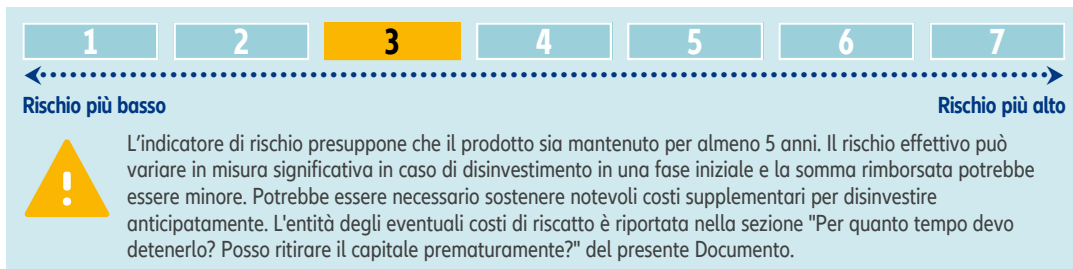 1 2 3 4 5 6 7
Rischio più basso Rischio più alto
L'indicatore di rischio presuppone che il prodotto sia mantenuto per almeno 5 anni. Il rischio effettivo può
variare in misura significativa in caso di disinvestimento in una fase iniziale e la somma rimborsata potrebbe
essere minore. Potrebbe essere necessario sostenere notevoli costi supplementari per disinvestire
anticipatamente. L'entità degli eventuali costi di riscatto è riportata nella sezione "Per quanto tempo devo
detenerlo? Posso ritirare il capitale prematuramente?" del presente Documento.